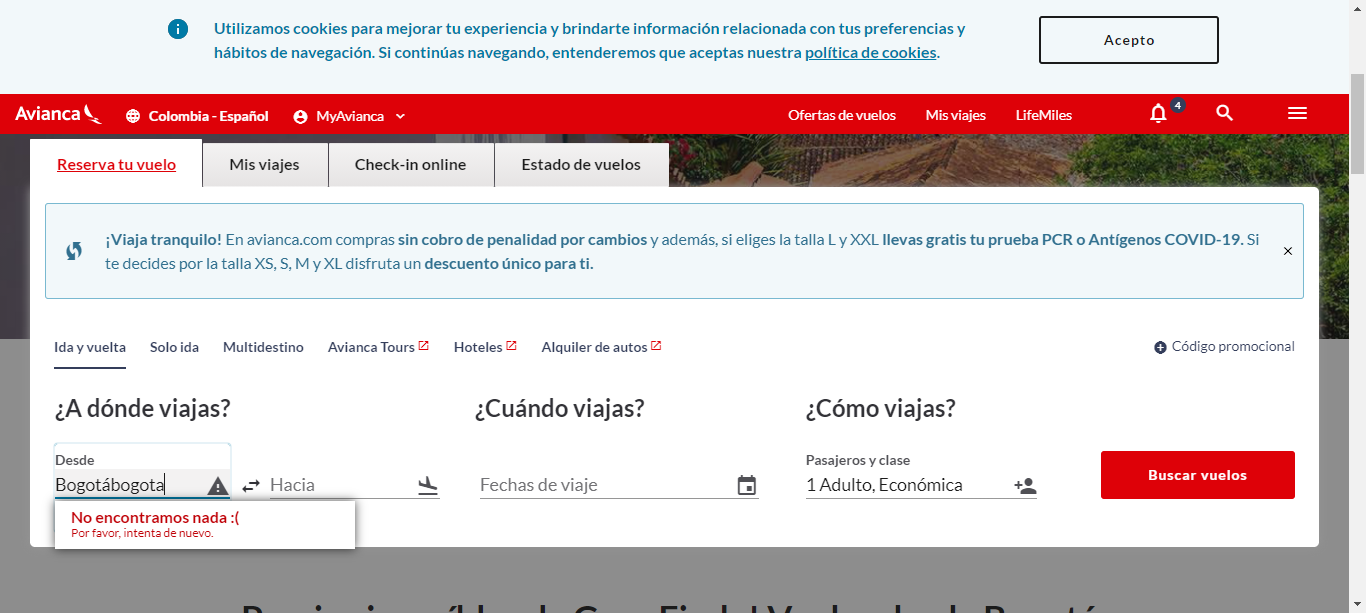 Utilizamos cookies para mejorar tu experiencia y brindarte información relacionada con tus preferencias y
hábitos de navegación. Si continúas navegando, entenderemos que aceptas nuestra política de cookies.
Acepto
Avianca
Colombia - Español
MyAvianca
Ofertas de vuelos
Mis viajes
LifeMiles
4
Reserva tu vuelo
Mis viajes
Check-in online
Estado de vuelos
¡Viaja tranquilo! En avianca.com compras sin cobro de penalidad por cambios y además, si eliges la talla L y XXL llevas gratis tu prueba PCR o Antígenos COVID-19. Si
te decides por la talla XS, S, M y XL disfruta un descuento único para ti.
Ida y vuelta
Solo ida
Multidestino
Avianca Tours
Hoteles
Alquiler de autos
Código promocional
¿A dónde viajas?
¿Cuándo viajas?
¿Cómo viajas?
Desde
Bogotábogota
Hacia
Fechas de viaje
Pasajeros y clase
1 Adulto, Económica
Buscar vuelos
No encontramos nada :(
Por favor, intenta de nuevo.